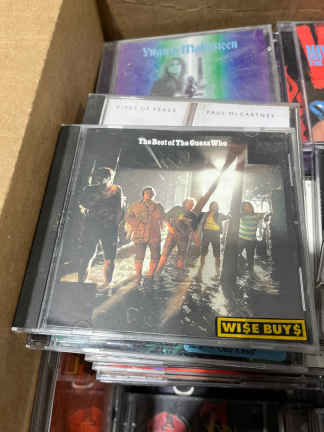 Yngwie Malmsteen
PIPES OF PEACE PAUL McCARTNEY
The Best of The Guess Who
WI$E BUY$